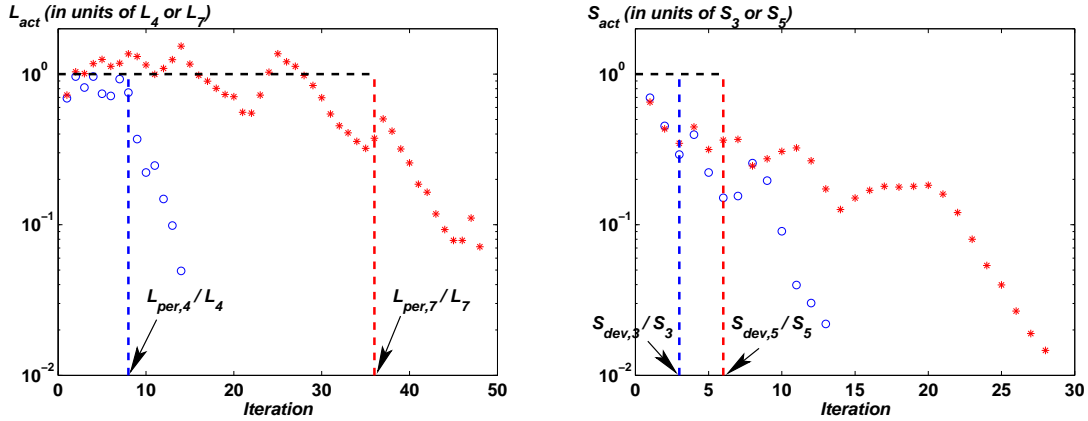 L_act (in units of L_4 or L_7)
10^0
10^-1
10^-2
L_per,4 / L_4
L_per,7 / L_7
0 10 20 30 40 50
Iteration
S_act (in units of S_3 or S_5)
10^0
10^-1
10^-2
S_dev,3 / S_3
S_dev,5 / S_5
0 5 10 15 20 25 30
Iteration